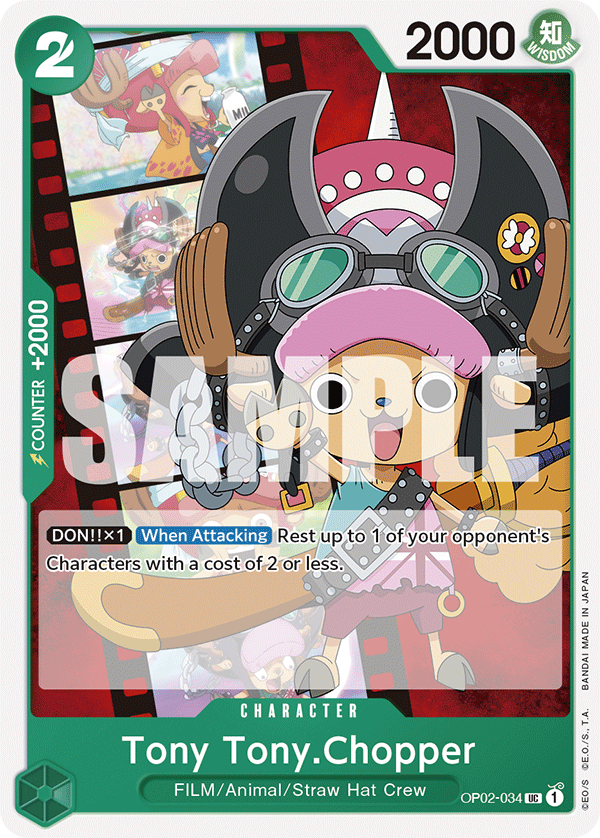 2
2000
知
WISDOM
COUNTER +2000
MIL
SAMPLE
DON!!×1 When Attacking Rest up to 1 of your opponent's
Characters with a cost of 2 or less.
CHARACTER
Tony Tony.Chopper
FILM/Animal/Straw Hat Crew
OP02-034 UC 1
©E.O/S ©E.O./S., T.A. BANDAI MADE IN JAPAN